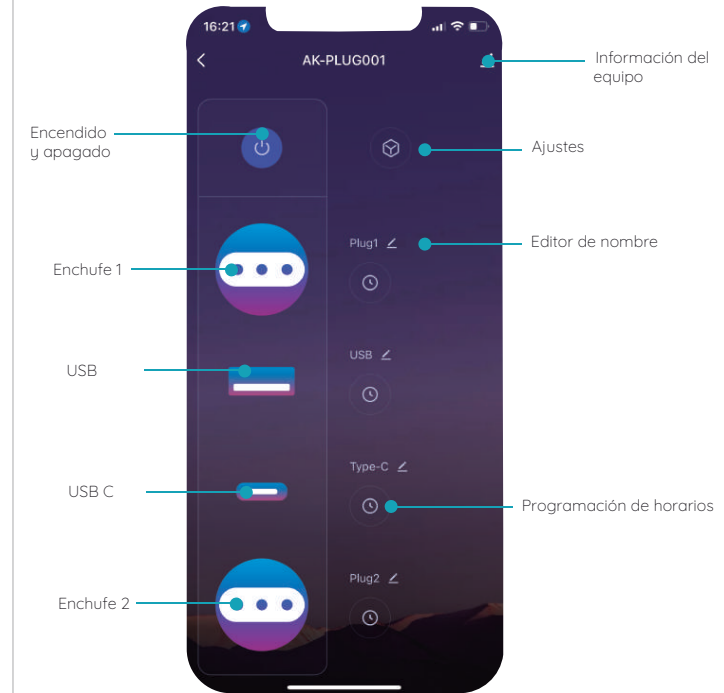 16:21
AK-PLUG001
Información del
equipo
Encendido
y apagado
Ajustes
Plug1
Editor de nombre
Enchufe 1
USB
USB
Type-C
USB C
Programación de horarios
Plug2
Enchufe 2